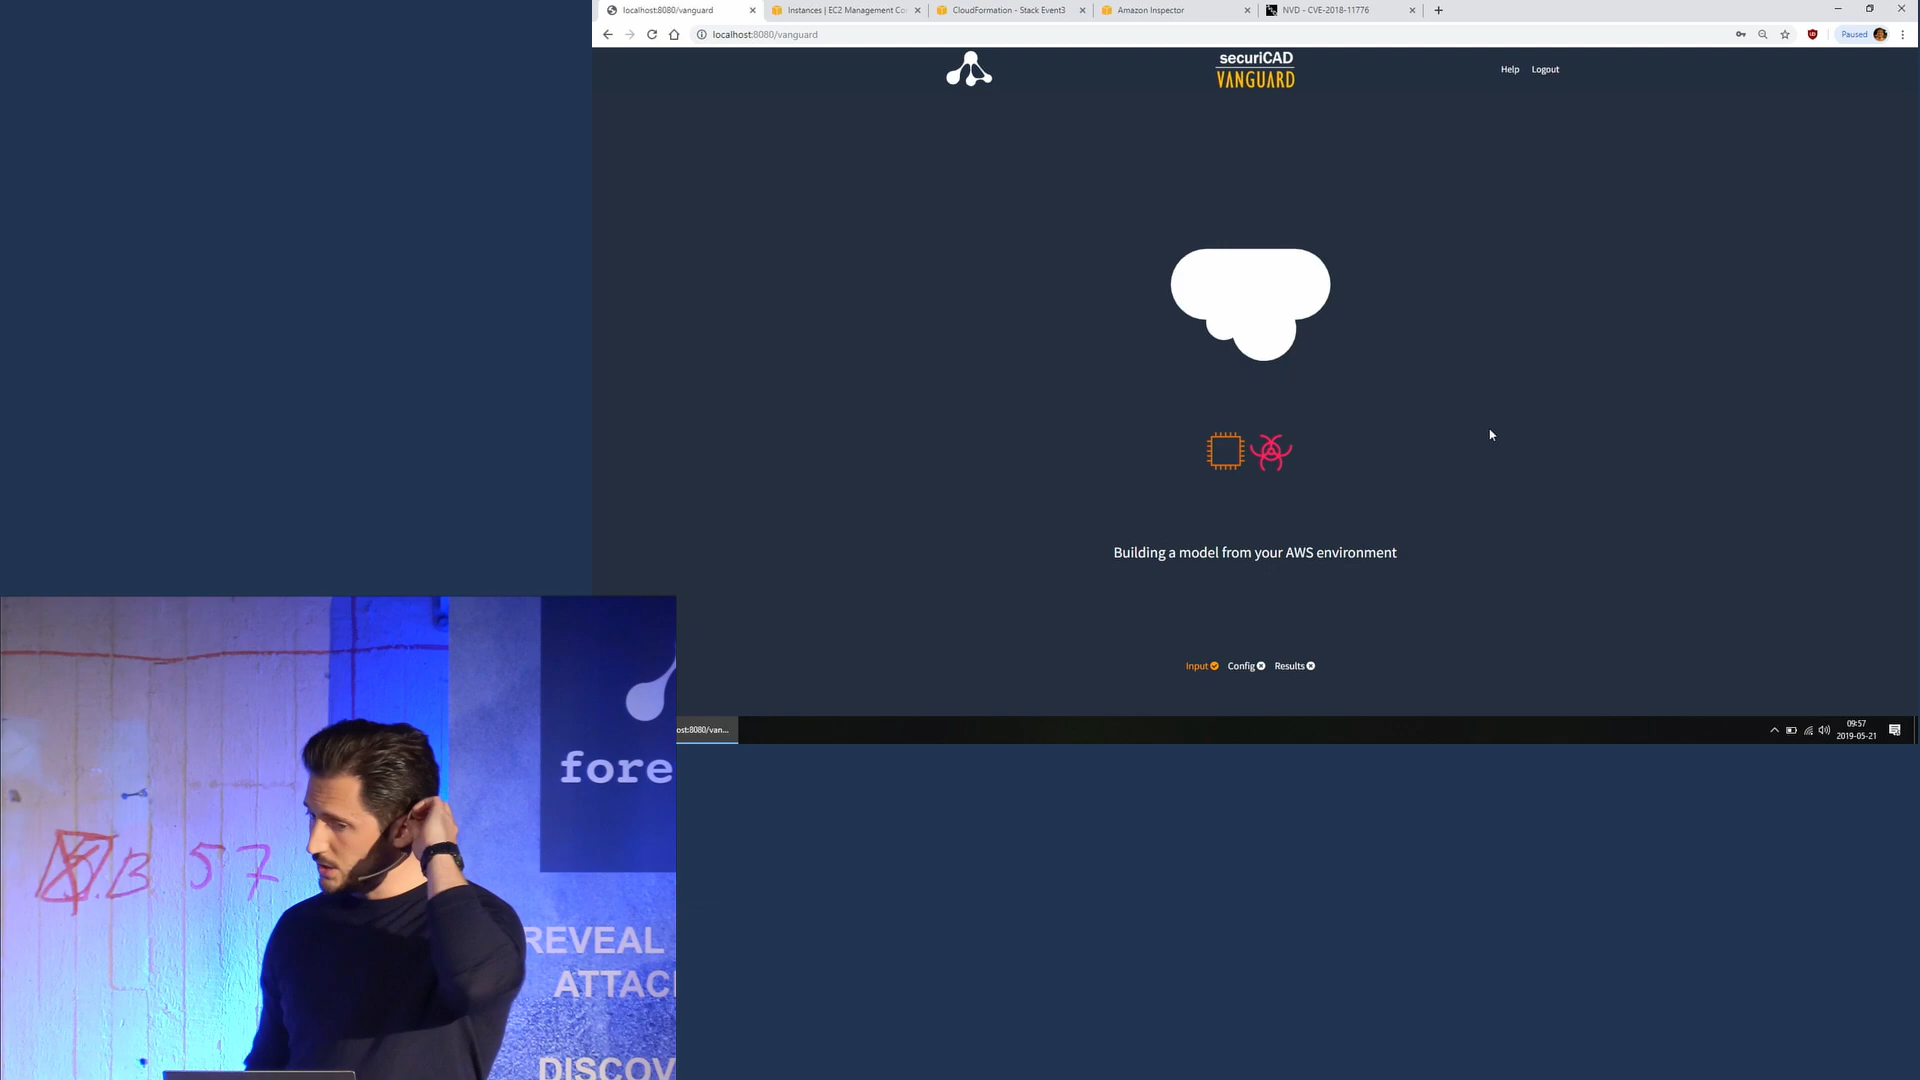 localhost:8080/vanguard
Instances | EC2 Management Co
CloudFormation - Stack Event3
Amazon Inspector
NVD - CVE-2018-11776
localhost:8080/vanguard
Paused
securiCAD
VANGUARD
Help
Logout
Building a model from your AWS environment
Input
Config
Results
ost:8080/van...
09:57
2019-05-21
fore
57
REVEAL
ATTAC
DISCOV